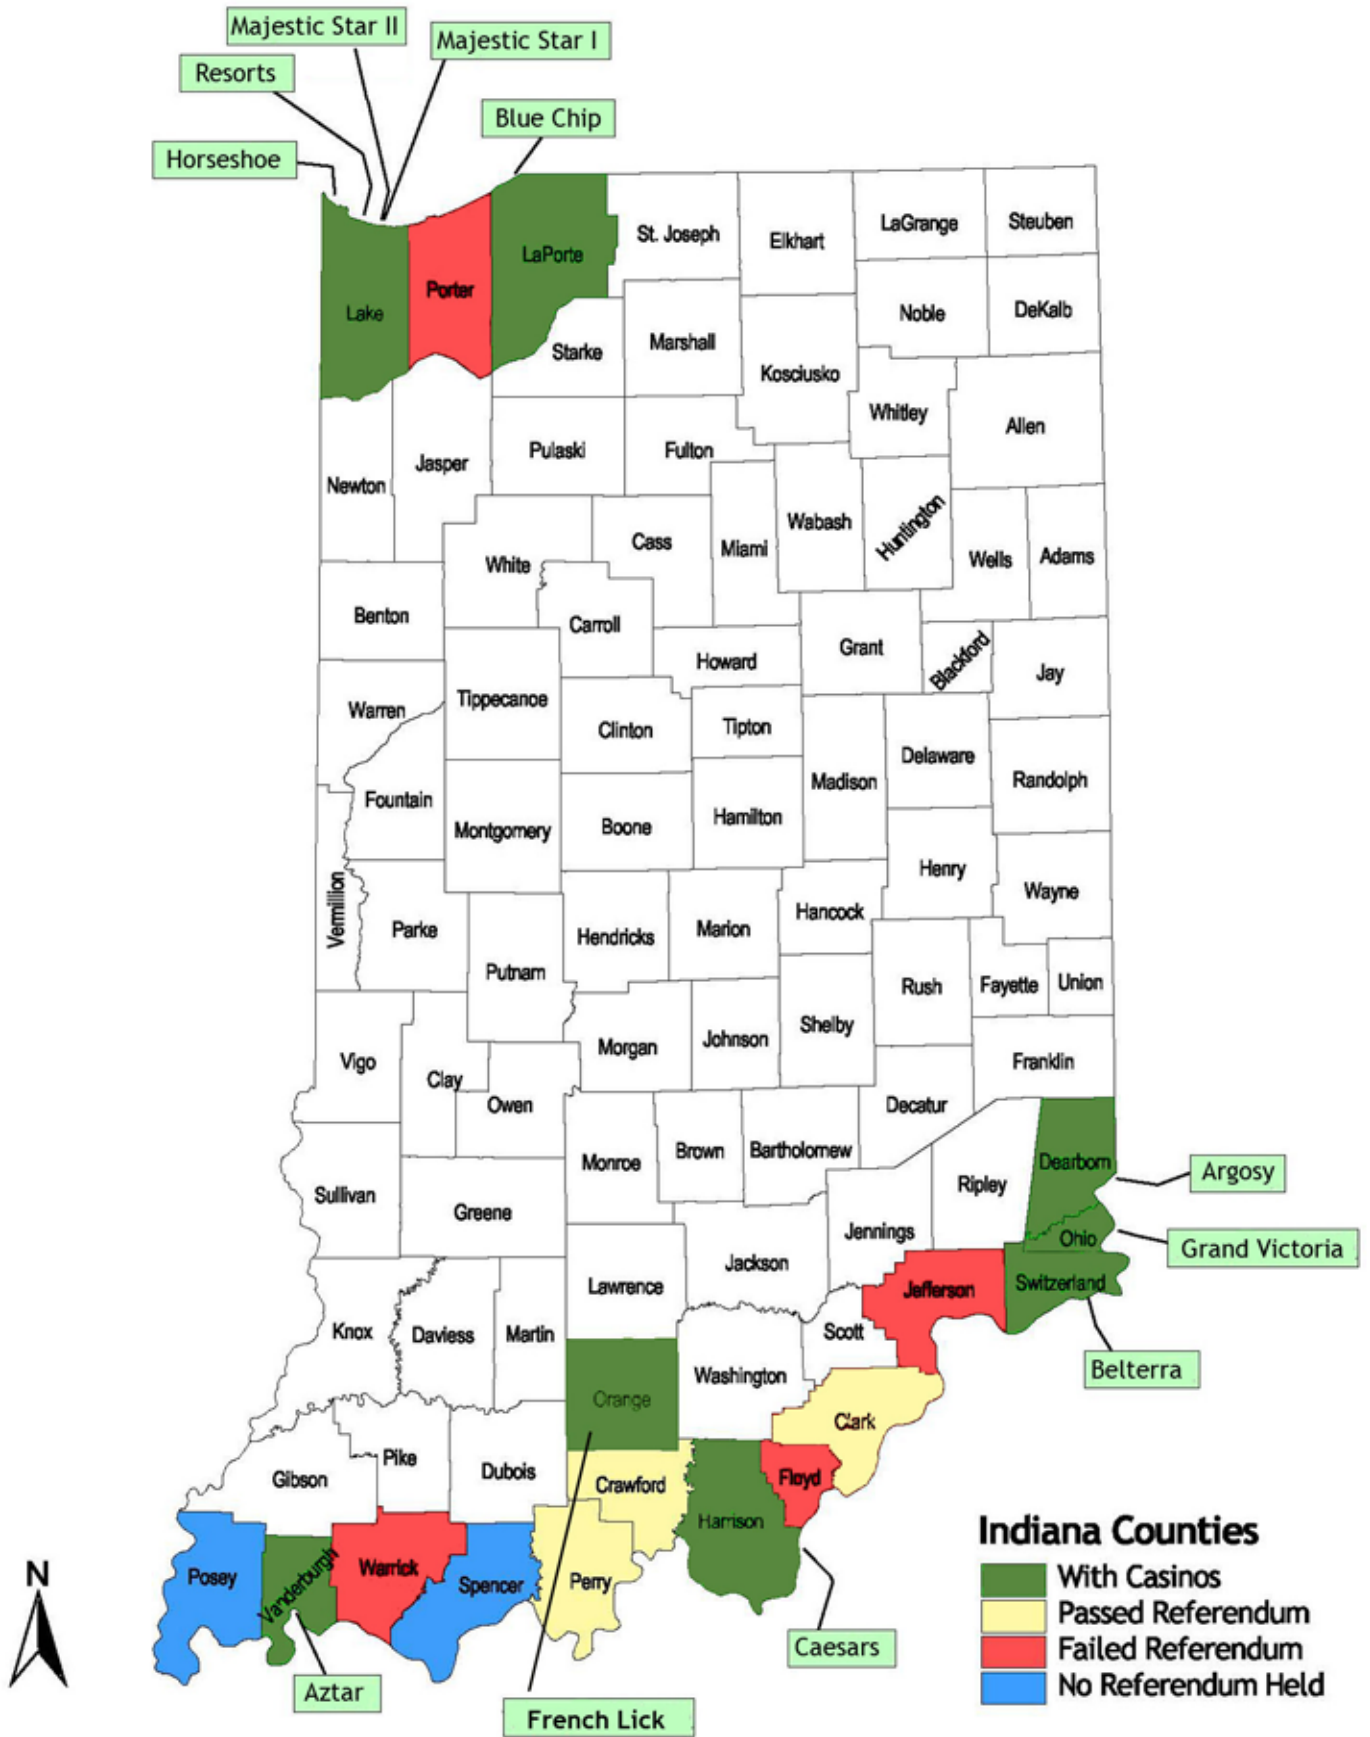 Majestic Star II
Majestic Star I
Resorts
Blue Chip
Horseshoe
St. Joseph
Elkhart
LaGrange
Steuben
LaPorte
Porter
Lake
Noble
DeKalb
Starke
Marshall
Kosciusko
Whitley
Allen
Pulaski
Fulton
Jasper
Newton
Wabash
Huntington
Cass
Miami
Wells
Adams
White
Benton
Carroll
Howard
Grant
Blackford
Jay
Warren
Tippecanoe
Clinton
Tipton
Madison
Delaware
Randolph
Fountain
Montgomery
Boone
Hamilton
Henry
Wayne
Vermillion
Parke
Hendricks
Marion
Hancock
Putnam
Rush
Fayette
Union
Shelby
Morgan
Johnson
Vigo
Clay
Franklin
Owen
Decatur
Monroe
Brown
Bartholomew
Dearborn
Argosy
Ripley
Sullivan
Greene
Jennings
Ohio
Grand Victoria
Jackson
Lawrence
Jefferson
Switzerland
Knox
Daviess
Martin
Scott
Washington
Belterra
Orange
Clark
Pike
Gibson
Dubois
Crawford
Floyd
Harrison
Posey
Vanderburgh
Warrick
Spencer
Perry
Caesars
Aztar
French Lick
N
Indiana Counties
With Casinos
Passed Referendum
Failed Referendum
No Referendum Held